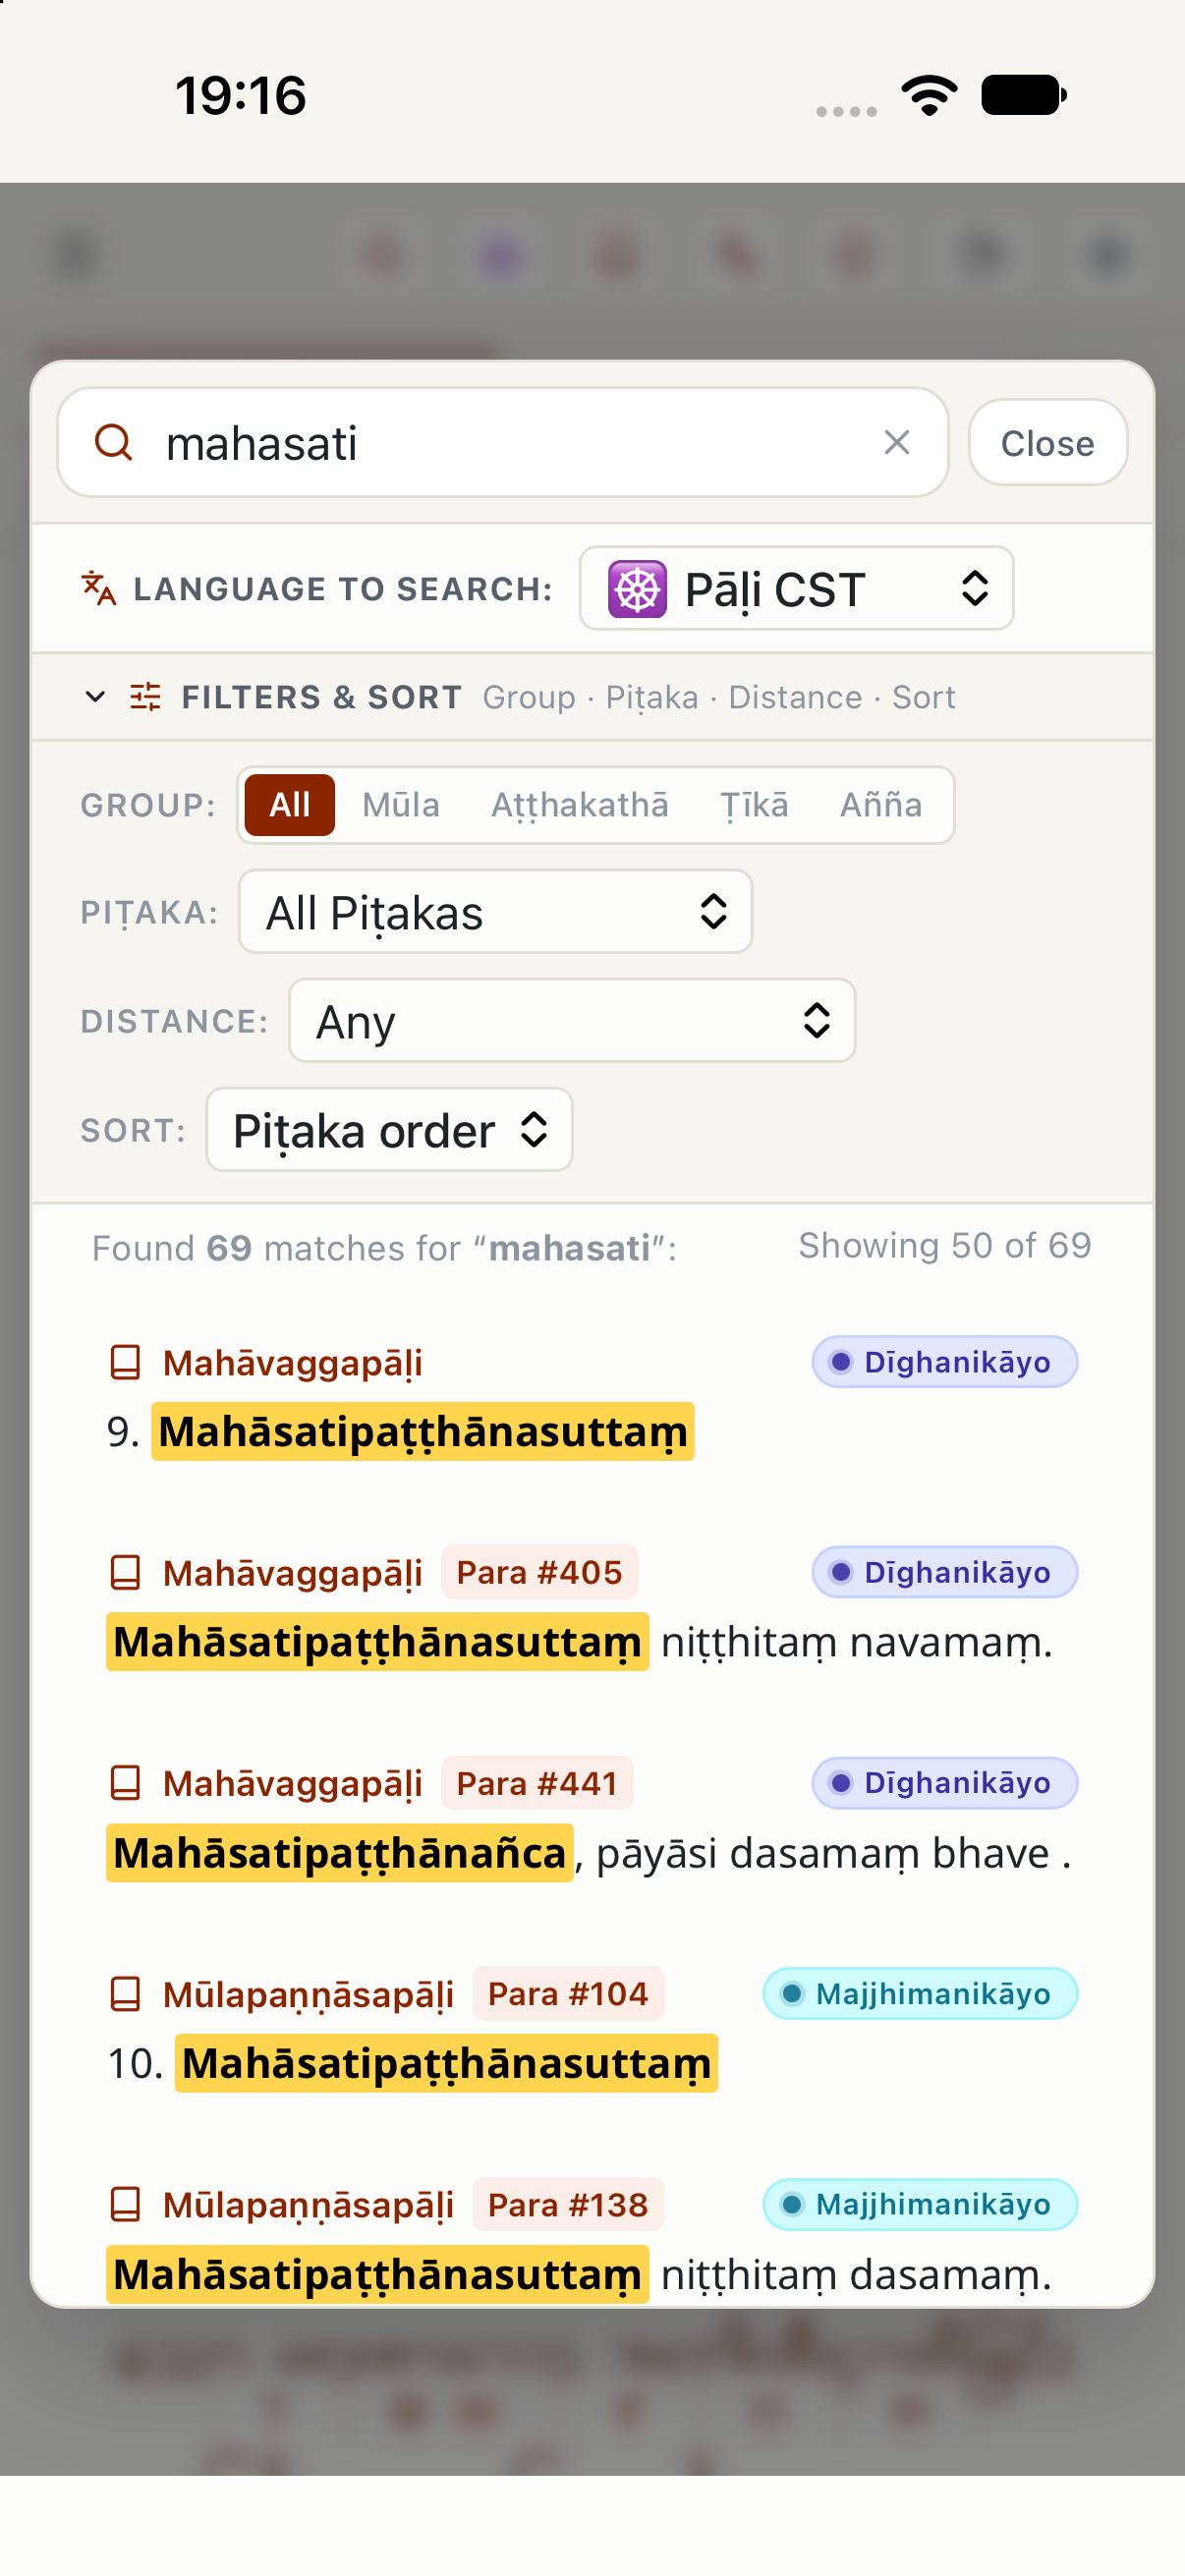 19:16
mahasati
Close
LANGUAGE TO SEARCH: Pāḷi CST
FILTERS & SORT Group · Piṭaka · Distance · Sort
GROUP: All Mūla Aṭṭhakathā Ṭīkā Añña
PIṬAKA: All Piṭakas
DISTANCE: Any
SORT: Piṭaka order
Found 69 matches for “mahasati”: Showing 50 of 69
Mahāvaggapāḷi Dīghanikāyo
9. Mahāsatipaṭṭhānasuttaṃ
Mahāvaggapāḷi Para #405 Dīghanikāyo
Mahāsatipaṭṭhānasuttaṃ niṭṭhitaṃ navamaṃ.
Mahāvaggapāḷi Para #441 Dīghanikāyo
Mahāsatipaṭṭhānañca, pāyāsi dasamaṃ bhave .
Mūlapaṇṇāsapāḷi Para #104 Majjhimanikāyo
10. Mahāsatipaṭṭhānasuttaṃ
Mūlapaṇṇāsapāḷi Para #138 Majjhimanikāyo
Mahāsatipaṭṭhānasuttaṃ niṭṭhitaṃ dasamaṃ.